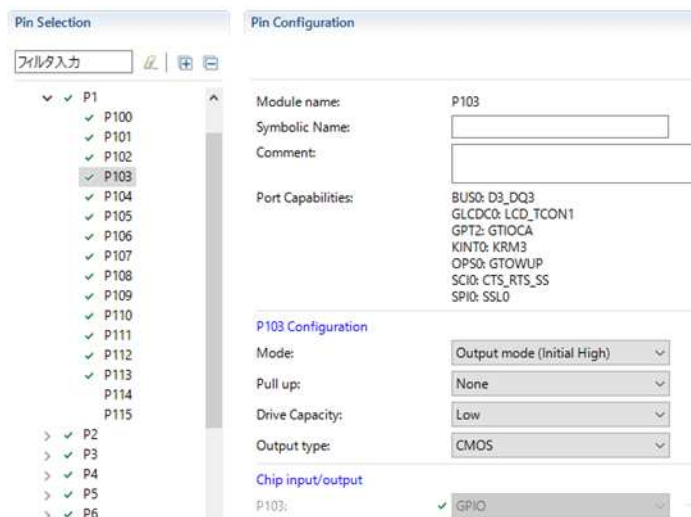 Pin Selection
フィルタ入力
P1
P100
P101
P102
P103
P104
P105
P106
P107
P108
P109
P110
P111
P112
P113
P114
P115
P2
P3
P4
P5
P6
Pin Configuration
Module name: P103
Symbolic Name:
Comment:
Port Capabilities: BUS0: D3_DQ3
GLCDC0: LCD_TCON1
GPT2: GTIOCA
KINT0: KRM3
OPS0: GTOWUP
SCI0: CTS_RTS_SS
SPI0: SSL0
P103 Configuration
Mode: Output mode (Initial High)
Pull up: None
Drive Capacity: Low
Output type: CMOS
Chip input/output
P103: GPIO